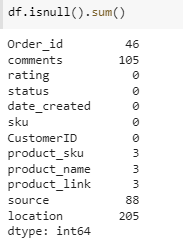 df.isnull().sum()
Order_id 46
comments 105
rating 0
status 0
date_created 0
sku 0
CustomerID 0
product_sku 3
product_name 3
product_link 3
source 88
location 205
dtype: int64